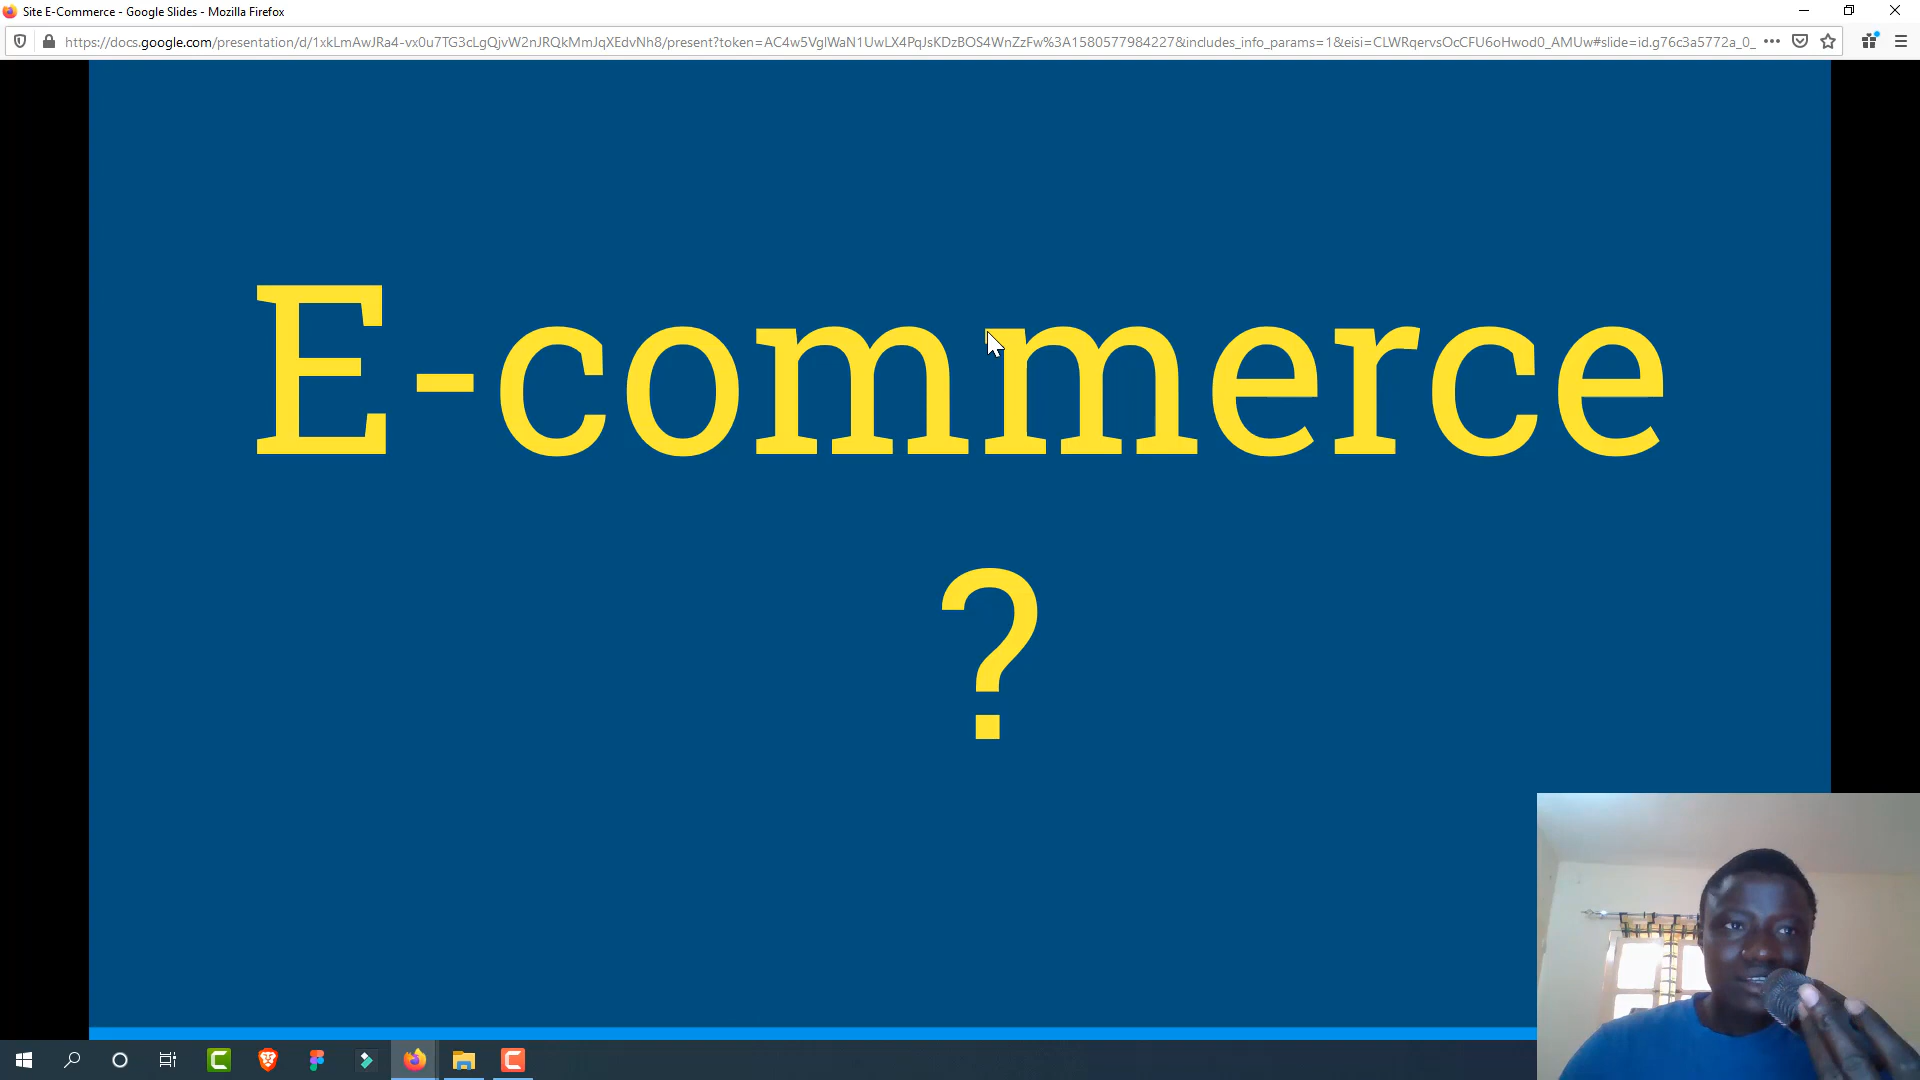 Site E-Commerce - Google Slides - Mozilla Firefox
https://docs.google.com/presentation/d/1xkLmAwJRa4-vx0u7TG3cLgQjvW2nJRQkMmJqXEdvNh8/present?token=AC4w5VglWaN1UwLX4PqJsKDzBOS4WnZzFw%3A1580577984227&includes_info_params=1&eisi=CLWRqervsOcCFU6oHwod0_AMUw#slide=id.g76c3a5772a_0_
E-commerce
?